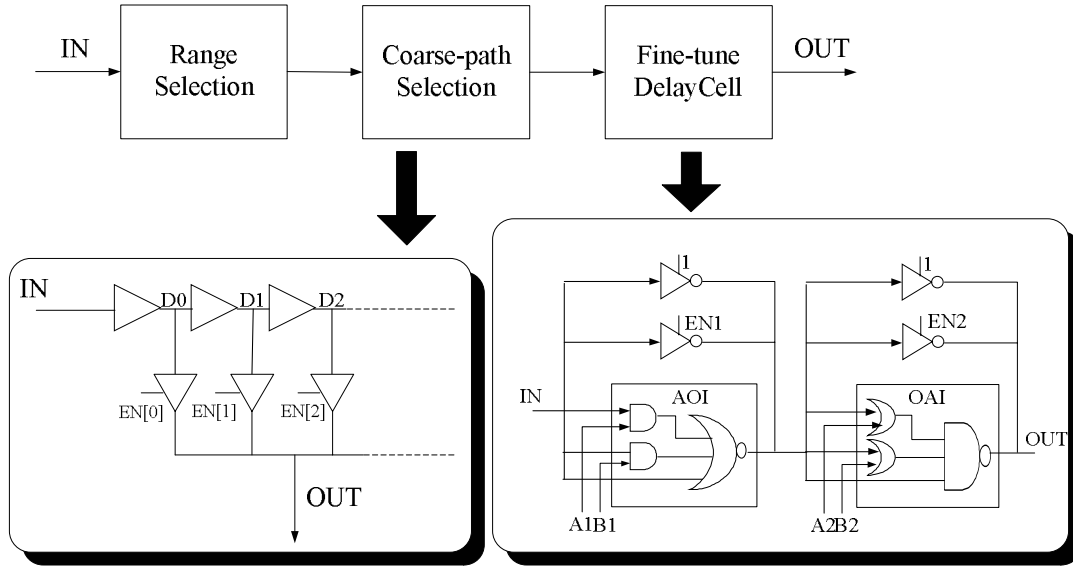 IN
Range
Selection
Coarse-path
Selection
Fine-tune
DelayCell
OUT
IN
D0
D1
D2
EN[0]
EN[1]
EN[2]
OUT
1
EN1
IN
AOI
A1B1
1
EN2
OAI
OUT
A2B2